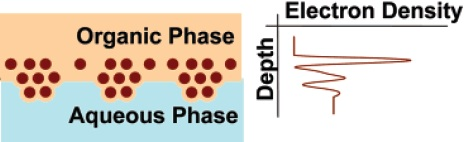 Organic Phase
Aqueous Phase
Electron Density
Depth